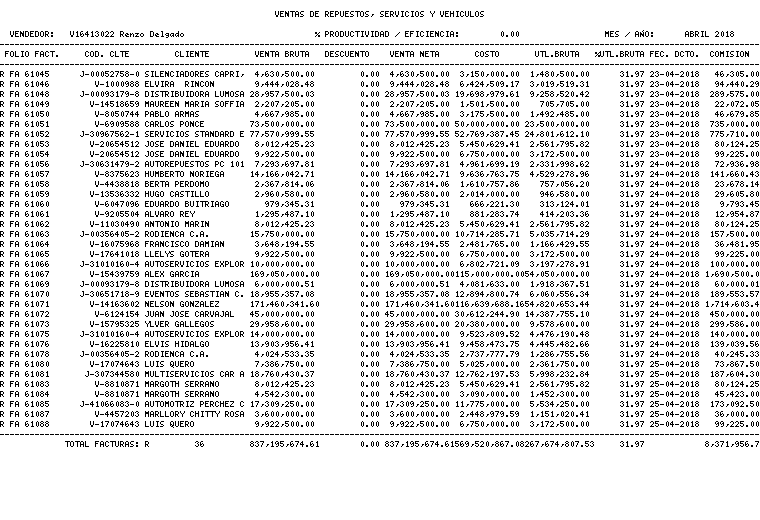 VENTAS DE REPUESTOS, SERVICIOS Y VEHICULOS
VENDEDOR: V16413022 Renzo Delgado % PRODUCTIVIDAD / EFICIENCIA: 0.00 MES / AÑO: ABRIL 2018
FOLIO FACT. COD. CLTE CLIENTE VENTA BRUTA DESCUENTO VENTA NETA COSTO UTL.BRUTA %UTL.BRUTA FEC. DCTO. COMISION
R FA 61045 J-00052758-0 SILENCIADORES CAPRI, 4,630,500.00 0.00 4,630,500.00 3,150,000.00 1,480,500.00 31.97 23-04-2018 46,305.00
R FA 61046 V-1000988 ELVIRA RINCON 9,444,028.48 0.00 9,444,028.48 6,424,509.17 3,019,519.31 31.97 23-04-2018 94,440.29
R FA 61048 J-00093179-8 DISTRIBUIDORA LUMOSA 28,957,503.01 0.00 28,957,500.03 19,698,979.61 9,258,520.42 31.97 23-04-2018 289,575.00
R FA 61049 V-14518659 MAUREEN MARIA SOFFIA 2,207,205.00 0.00 2,207,205.00 1,501,500.00 705,705.00 31.97 23-04-2018 22,072.05
R FA 61050 V-8050744 PABLO ARMAS 4,667,985.00 0.00 4,667,985.00 3,175,500.00 1,492,485.00 31.97 23-04-2018 46,679.85
R FA 61051 V-6909588 CARLOS PONCE 73,500,000.00 0.00 73,500,000.00 50,000,000.00 23,500,000.00 31.97 23-04-2018 735,000.00
R FA 61052 J-30967562-1 SERVICIOS STANDARD E 77,570,999.55 0.00 77,570,999.55 52,769,387.45 24,801,612.10 31.97 23-04-2018 775,710.00
R FA 61053 V-20654512 JOSE DANIEL EDUARDO 8,012,425.23 0.00 8,012,425.23 5,450,629.41 2,561,795.82 31.97 23-04-2018 80,124.25
R FA 61054 V-20654512 JOSE DANIEL EDUARDO 9,922,500.00 0.00 9,922,500.00 6,750,000.00 3,172,500.00 31.97 23-04-2018 99,225.00
R FA 61056 J-30631479-2 AUTOREPUESTOS PC 101 7,293,697.81 0.00 7,293,697.81 4,961,699.19 2,331,998.62 31.97 23-04-2018 72,936.98
R FA 61057 V-8375623 HUMBERTO NORIEGA 14,166,042.71 0.00 14,166,042.71 9,636,763.75 4,529,278.96 31.97 23-04-2018 141,660.43
R FA 61058 V-4438818 BERTA PERDOMO 2,367,814.06 0.00 2,367,814.06 1,610,757.86 757,056.20 31.97 23-04-2018 23,678.14
R FA 61059 V-13536332 HUGO CASTILLO 2,960,580.00 0.00 2,960,580.00 2,014,000.00 946,580.00 31.97 23-04-2018 29,605.80
R FA 61060 V-6047096 EDUARDO BUITRIAGO 979,345.31 0.00 979,345.31 666,221.30 313,124.01 31.97 23-04-2018 9,793.45
R FA 61061 V-9205504 ALVARO REY 1,295,487.10 0.00 1,295,487.10 881,283.74 414,203.36 31.97 23-04-2018 12,954.87
R FA 61062 V-11030490 ANTONIO MARIN 8,012,425.23 0.00 8,012,425.23 5,450,629.41 2,561,795.82 31.97 23-04-2018 80,124.25
R FA 61063 J-00356405-2 RODIENCA C.A. 15,750,000.00 0.00 15,750,000.00 10,714,285.71 5,035,714.29 31.97 23-04-2018 157,500.00
R FA 61064 V-16075968 FRANCISCO DAMIAN 3,648,194.55 0.00 3,648,194.55 2,481,765.00 1,166,429.55 31.97 24-04-2018 36,481.95
R FA 61065 V-17641018 LLELYS GOTERA 9,922,500.00 0.00 9,922,500.00 6,750,000.00 3,172,500.00 31.97 24-04-2018 99,225.00
R FA 61066 J-31010160-4 AUTOSERVICIOS EXPLOR 10,000,000.00 0.00 10,000,000.00 6,802,721.09 3,197,278.91 31.97 24-04-2018 100,000.00
R FA 61067 V-15439759 ALEX GARCIA 169,050,000.00 0.00 169,050,000.00115,000,000.0054,050,000.00 31.97 24-04-2018 1,690,500.00
R FA 61069 J-00093179-8 DISTRIBUIDORA LUMOSA 6,000,000.51 0.00 6,000,000.51 4,081,633.00 1,918,367.51 31.97 24-04-2018 60,000.01
R FA 61070 J-30651718-9 EVENTOS SEBASTIAN C. 18,955,357.08 0.00 18,955,357.08 12,894,800.74 6,060,556.34 31.97 24-04-2018 189,553.57
R FA 61071 V-14163602 NELSON GONZALEZ 171,460,341.60 0.00 171,460,341.60116,639,688.1654,820,653.44 31.97 24-04-2018 1,714,603.42
R FA 61072 V-6124154 JUAN JOSE CARVAJAL 45,000,000.00 0.00 45,000,000.00 30,612,244.90 14,387,755.10 31.97 24-04-2018 450,000.00
R FA 61073 V-15795325 YLVER GALLEGOS 29,958,600.00 0.00 29,958,600.00 20,380,000.00 9,578,600.00 31.97 24-04-2018 299,586.00
R FA 61075 J-31010160-4 AUTOSERVICIOS EXPLOR 14,000,000.00 0.00 14,000,000.00 9,523,809.52 4,476,190.48 31.97 24-04-2018 140,000.00
R FA 61076 V-16225810 ELVIS HIDALGO 13,903,956.41 0.00 13,903,956.41 9,458,473.75 4,445,482.66 31.97 24-04-2018 139,039.56
R FA 61078 J-00356405-2 RODIENCA C.A. 4,024,533.35 0.00 4,024,533.35 2,737,777.79 1,286,755.56 31.97 24-04-2018 40,245.33
R FA 61080 V-17074643 LUIS QUERO 7,386,750.00 0.00 7,386,750.00 5,025,000.00 2,361,750.00 31.97 24-04-2018 73,867.50
R FA 61081 J-30734458­0 MULTISERVICIOS CAR A 18,760,430.37 0.00 18,760,430.37 12,762,197.53 5,998,232.84 31.97 25-04-2018 187,604.30
R FA 61083 V-8810871 MARGOTH SERRANO 8,012,425.23 0.00 8,012,425.23 5,450,629.41 2,561,795.82 31.97 25-04-2018 80,124.25
R FA 61084 V-8810871 MARGOTH SERRANO 4,542,300.00 0.00 4,542,300.00 3,090,000.00 1,452,300.00 31.97 25-04-2018 45,423.00
R FA 61085 J-41066083-0 AUTOMOTRIZ PERCHEZ C 17,309,250.00 0.00 17,309,250.00 11,775,000.00 5,534,250.00 31.97 25-04-2018 173,092.50
R FA 61087 V-4457203 MARLLORY CHITTY ROSA 3,600,000.00 0.00 3,600,000.00 2,448,979.59 1,151,020.41 31.97 25-04-2018 36,000.00
R FA 61088 V-17074643 LUIS QUERO 9,922,500.00 0.00 9,922,500.00 6,750,000.00 3,172,500.00 31.97 25-04-2018 99,225.00
TOTAL FACTURAS: R 36 837,195,674.61 0.00 837,195,674.61569,520,867.08267,674,807.53 31.97 8,371,956.7